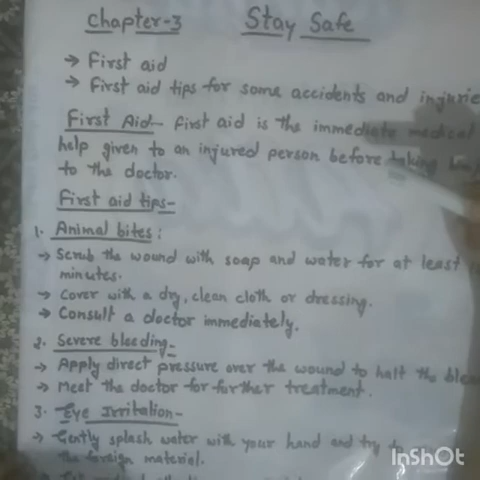 Chapter-3 Stay Safe
→ First aid
→ First aid tips for some accidents and injurie
First Aid- First aid is the immediate medical
help given to an injured person before taking
to the doctor.
First aid tips-
1. Animal bites:
→ Scrub the wound with soap and water for at least
minutes.
→ Cover with a dry, clean cloth or dressing.
→ Consult a doctor immediately.
2. Severe bleeding-
→ Apply direct pressure over the wound to halt the blee
→ Meet the doctor for further treatment.
3. Eye Irritation-
→ Gently splash water with your hand and try to
the foreign material.
InShOt